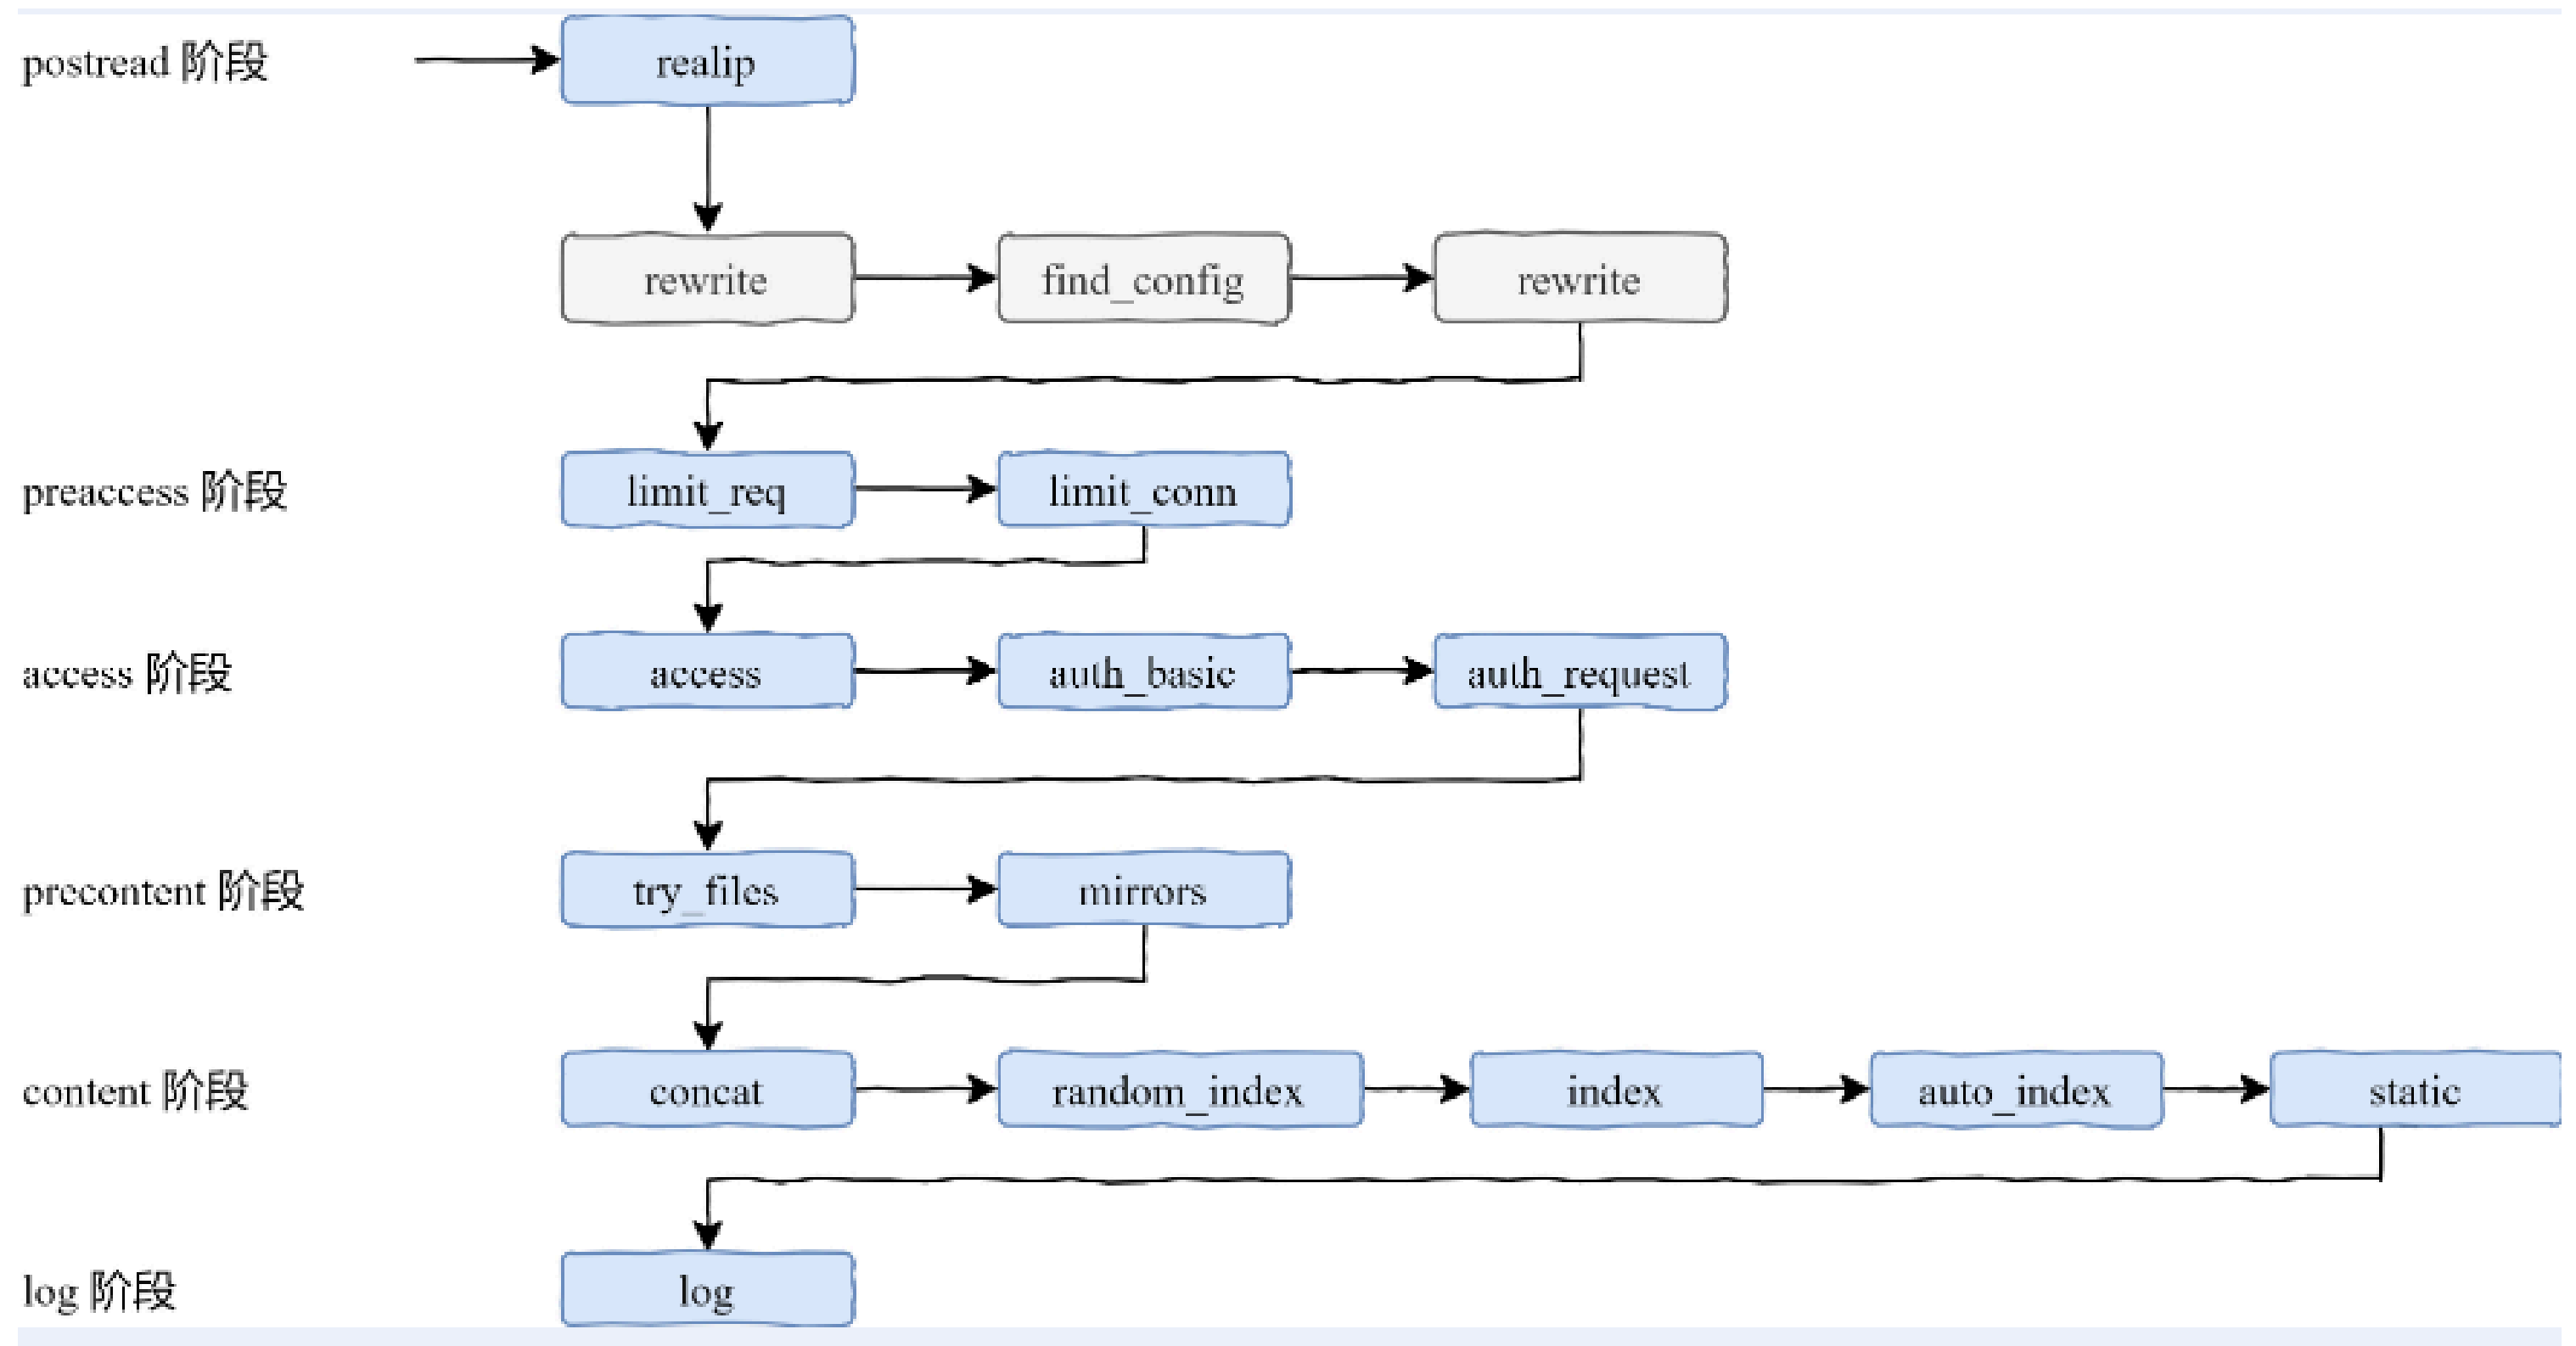 postread 阶段 realip
rewrite find_config rewrite
preaccess 阶段 limit_req limit_conn
access 阶段 access auth_basic auth_request
precontent 阶段 try_files mirrors
content 阶段 concat random_index index auto_index static
log 阶段 log